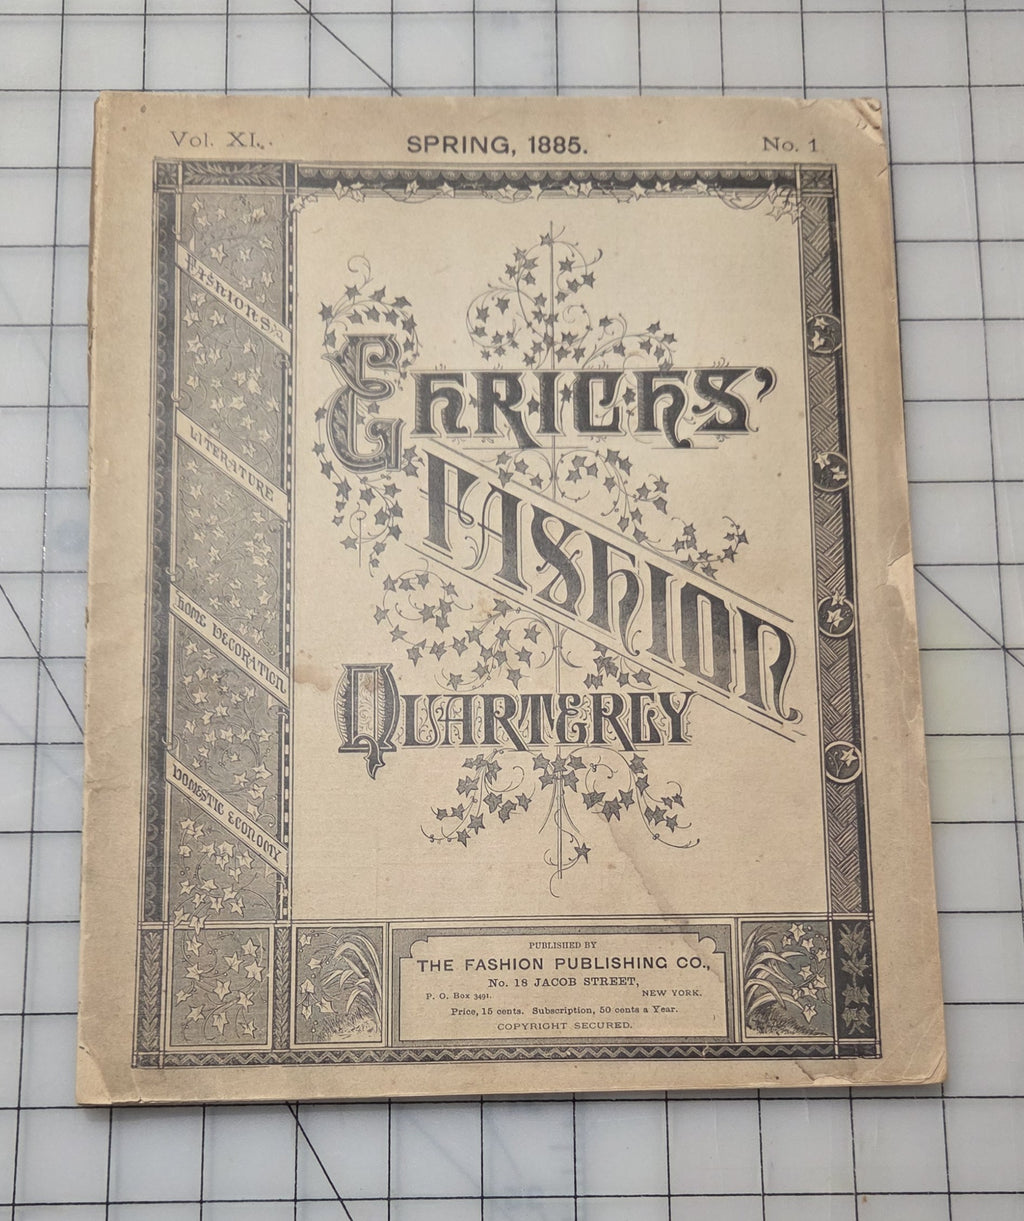 Vol. XI.
SPRING, 1885.
No. 1
FASHIONS
LITERATURE
HOME DECORATION
DOMESTIC ECONOMY
EHRICHS'
FASHION
QUARTERLY
PUBLISHED BY
THE FASHION PUBLISHING CO.,
No. 18 JACOB STREET,
P. O. Box 3491.
NEW YORK.
Price, 15 cents. Subscription, 50 cents a Year.
COPYRIGHT SECURED.